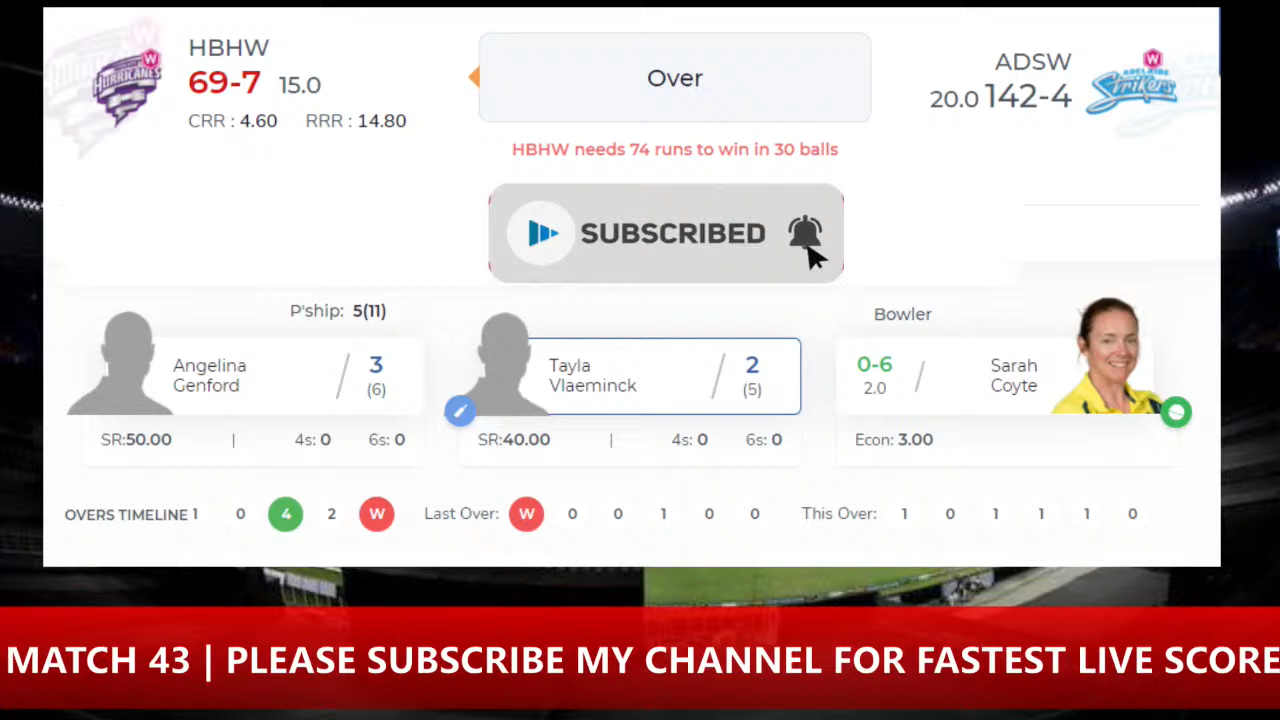 HBHW
69-7 15.0
CRR : 4.60 RRR : 14.80
HURRICANES
W
Over
HBHW needs 74 runs to win in 30 balls
ADSW
20.0 142-4
W
ADELAIDE
Strikers
SUBSCRIBED
P'ship: 5(11)
Angelina
Genford
3
(6)
SR:50.00 | 4s: 0 6s: 0
Tayla
Vlaeminck
2
(5)
SR:40.00 | 4s: 0 6s: 0
Bowler
0-6
2.0
Sarah
Coyte
Econ: 3.00
OVERS TIMELINE 1 0 4 2 W Last Over: W 0 0 1 0 0 This Over: 1 0 1 1 1 0
MATCH 43 | PLEASE SUBSCRIBE MY CHANNEL FOR FASTEST LIVE SCORE